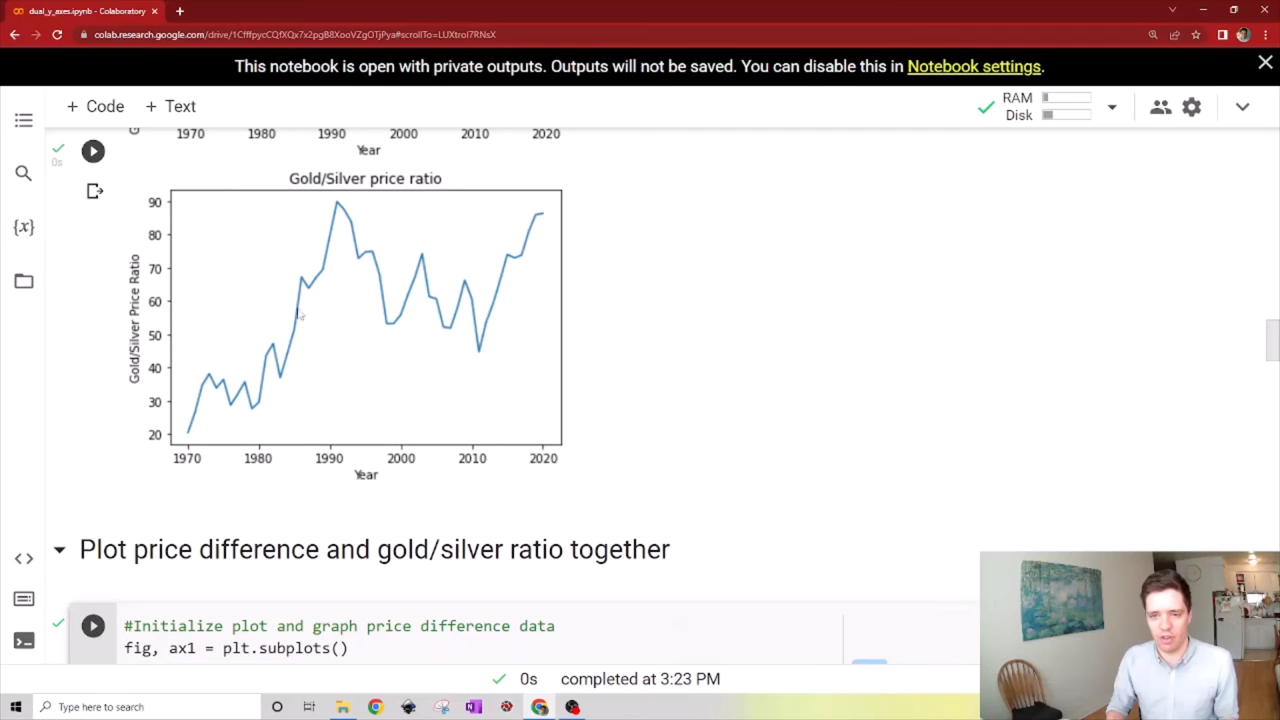 dual_y_axes.ipynb - Colaboratory
colab.research.google.com/drive/1CfffpycCQfXQx7x2pgB8XooVZgOTjPya#scrollTo=LUXtroI7RNsX
This notebook is open with private outputs. Outputs will not be saved. You can disable this in Notebook settings.
+ Code + Text
RAM
Disk
1970 1980 1990 2000 2010 2020
Year
0s
Gold/Silver price ratio
Gold/Silver Price Ratio
90
80
70
60
50
40
30
20
1970 1980 1990 2000 2010 2020
Year
Plot price difference and gold/silver ratio together
#Initialize plot and graph price difference data
fig, ax1 = plt.subplots()
0s completed at 3:23 PM
Type here to search